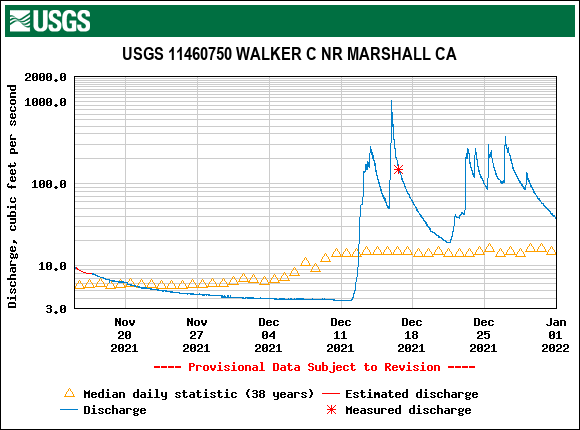 USGS
USGS 11460750 WALKER C NR MARSHALL CA
Discharge, cubic feet per second
2000.0
1000.0
100.0
10.0
3.0
Nov 20 2021
Nov 27 2021
Dec 04 2021
Dec 11 2021
Dec 18 2021
Dec 25 2021
Jan 01 2022
---- Provisional Data Subject to Revision ----
Median daily statistic (38 years)
Estimated discharge
Discharge
Measured discharge